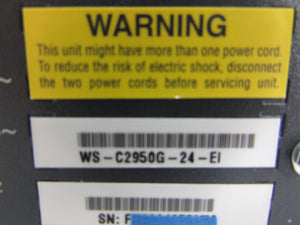 WARNING
This unit might have more than one power cord.
To reduce the risk of electric shock, disconnect
the two power cords before servicing unit.
WS-C2950G-24-EI
SN: